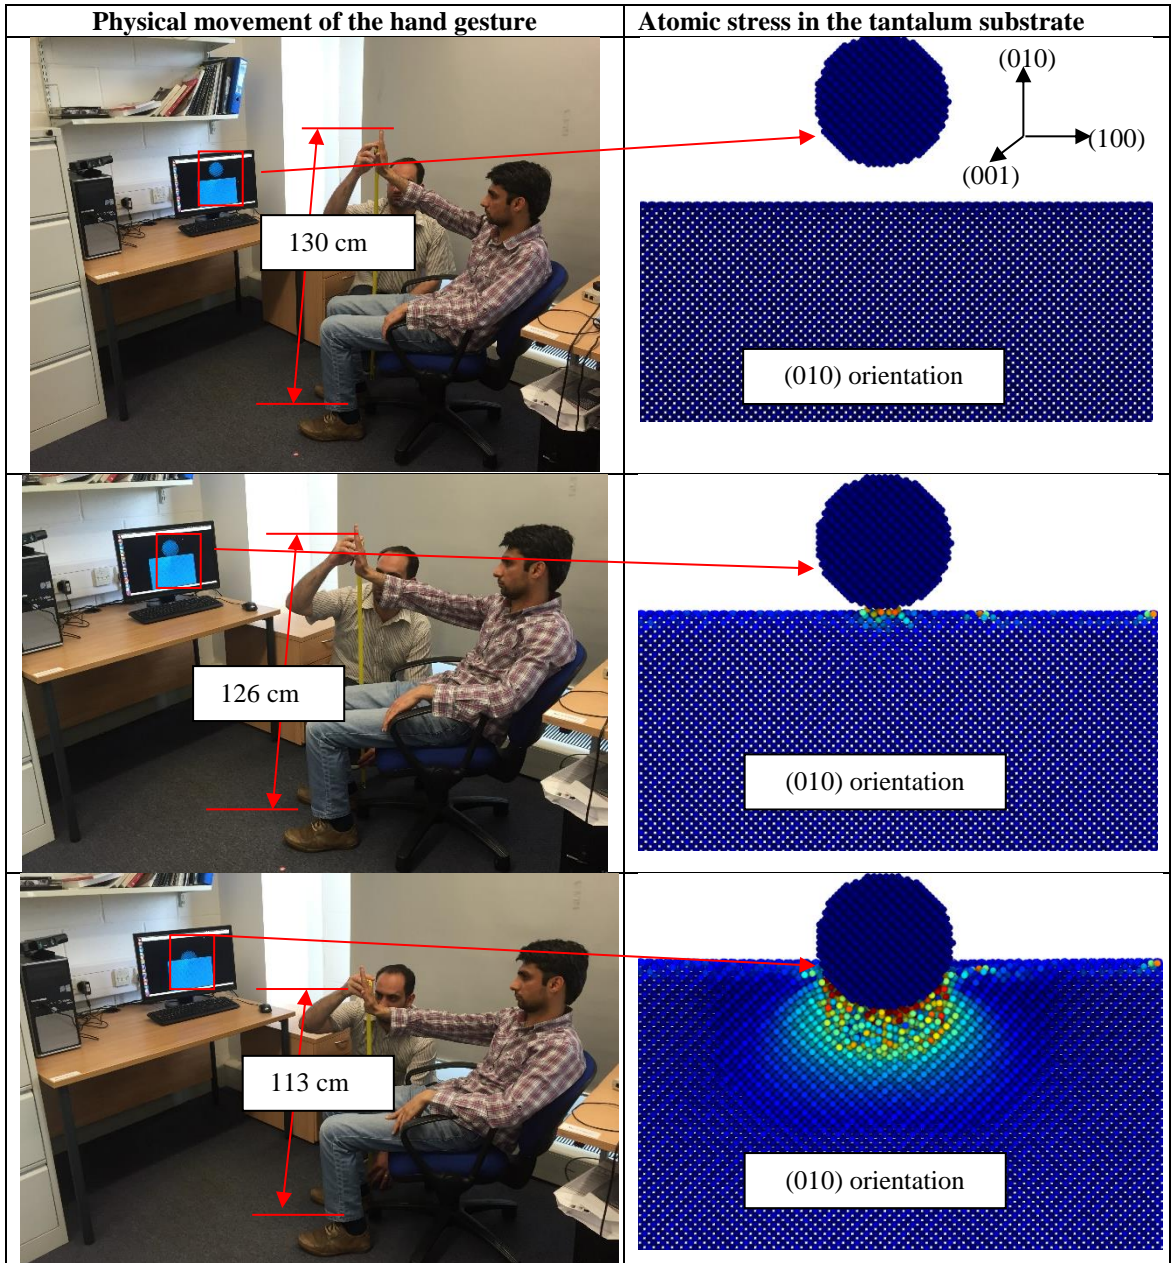 Physical movement of the hand gesture
Atomic stress in the tantalum substrate
130 cm
(010)
(100)
(001)
(010) orientation
126 cm
(010) orientation
113 cm
(010) orientation